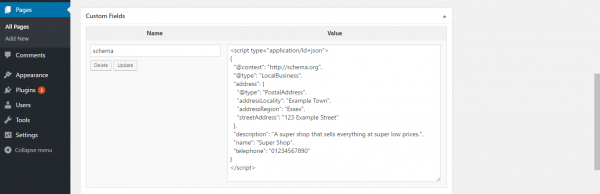 Pages
All Pages
Add New
Comments
Appearance
Plugins 2
Users
Tools
Settings
Collapse menu
Custom Fields
Name
Value
schema
Delete
Update
<script type="application/ld+json">
{
"@context": "http://schema.org",
"@type": "LocalBusiness",
"address": {
"@type": "PostalAddress",
"addressLocality": "Example Town",
"addressRegion": "Essex",
"streetAddress": "123 Example Street"
},
"description": "A super shop that sells everything at super low prices.",
"name": "Super Shop",
"telephone": "01234567890"
}
</script>